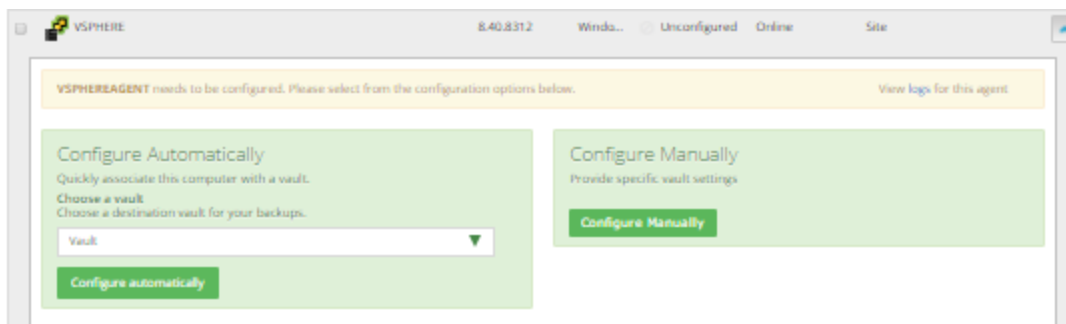 VSPHERE 8.40.8312 Windo... Unconfigured Online Site
VSPHEREAGENT needs to be configured. Please select from the configuration options below. View logs for this agent
Configure Automatically
Quickly associate this computer with a vault.
Choose a vault
Choose a destination vault for your backups.
Vault
Configure automatically
Configure Manually
Provide specific vault settings
Configure Manually